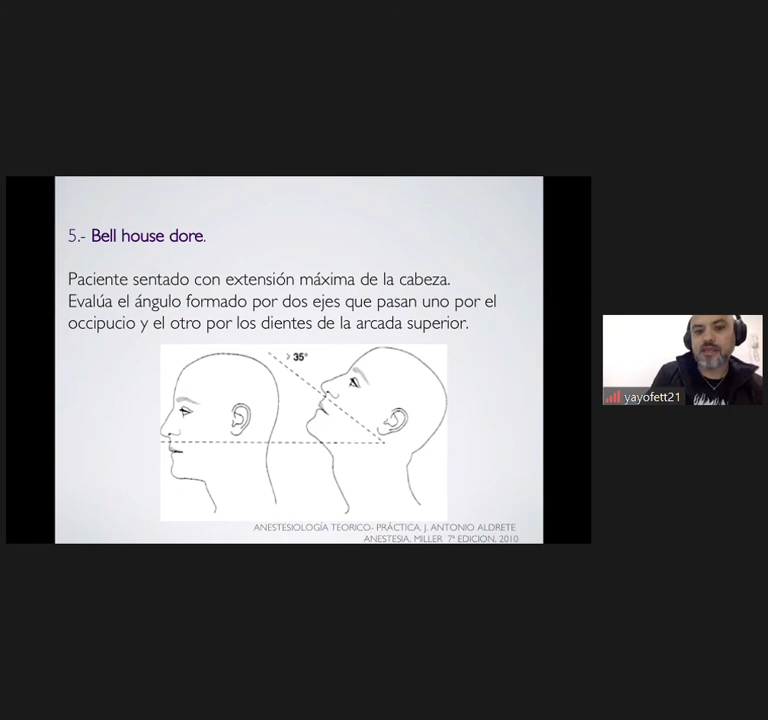 5.- Bell house dore.
Paciente sentado con extensión máxima de la cabeza.
Evalúa el ángulo formado por dos ejes que pasan uno por el
occipucio y el otro por los dientes de la arcada superior.
> 35°
ANESTESIOLOGÍA TEORICO- PRÁCTICA. J. ANTONIO ALDRETE
ANESTESIA. MILLER 7ª EDICION, 2010
yayofett21